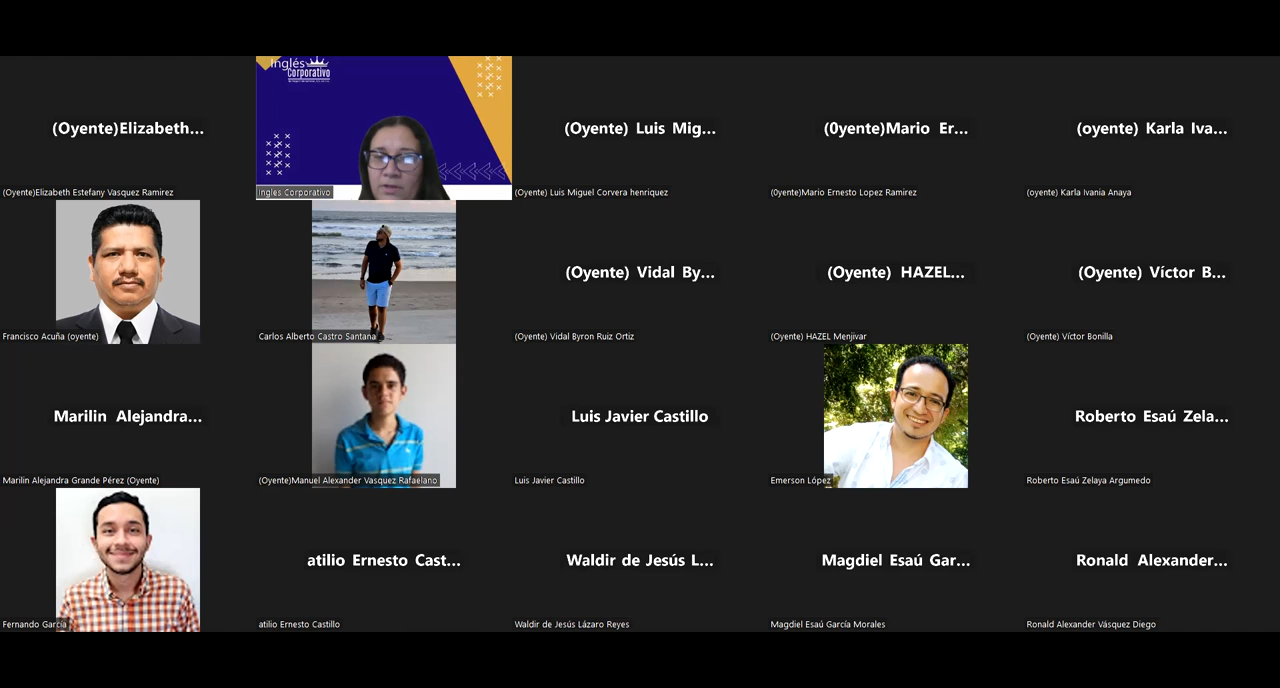 (Oyente)Elizabeth...
(Oyente)Elizabeth Estefany Vasquez Ramirez
Inglés
Corporativo
Ingles Corporativo
(Oyente) Luis Mig...
(Oyente) Luis Miguel Corvera henriquez
(0yente)Mario Er...
(0yente)Mario Ernesto Lopez Ramirez
(oyente) Karla Iva...
(oyente) Karla Ivania Anaya
Francisco Acuña (oyente)
Carlos Alberto Castro Santana
(Oyente) Vidal By...
(Oyente) Vidal Byron Ruiz Ortiz
(Oyente) HAZEL...
(Oyente) HAZEL Menjivar
(Oyente) Víctor B...
(Oyente) Víctor Bonilla
Marilin Alejandra...
Marilin Alejandra Grande Pérez (Oyente)
(Oyente)Manuel Alexander Vasquez Rafaelano
Luis Javier Castillo
Luis Javier Castillo
Emerson López
Roberto Esaú Zela...
Roberto Esaú Zelaya Argumedo
Fernando García
atilio Ernesto Cast...
atilio Ernesto Castillo
Waldir de Jesús L...
Waldir de Jesús Lázaro Reyes
Magdiel Esaú Gar...
Magdiel Esaú García Morales
Ronald Alexander...
Ronald Alexander Vásquez Diego